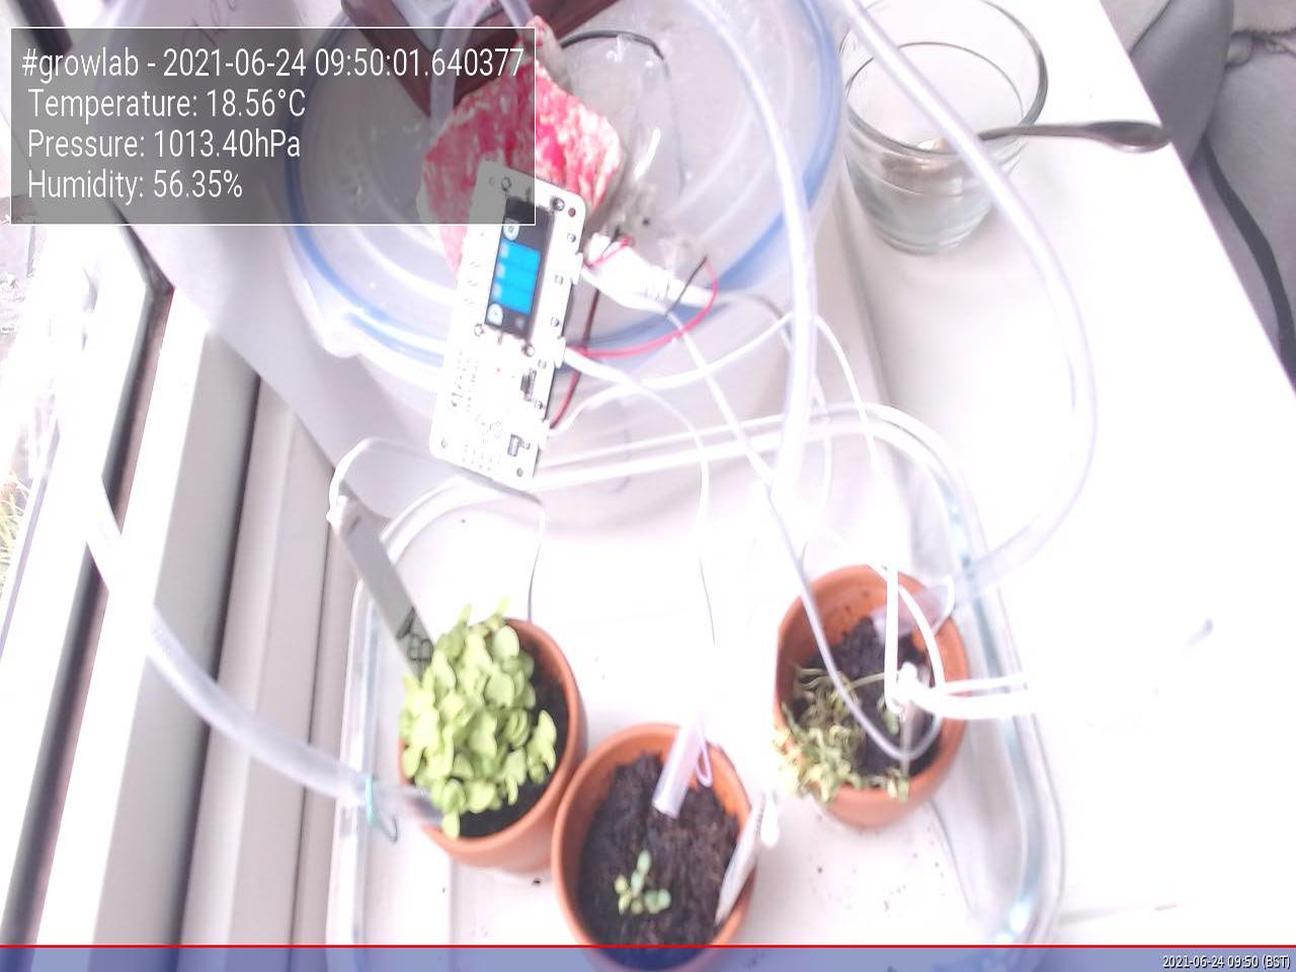 #growlab - 2021-06-24 09:50:01.640377
Temperature: 18.56°C
Pressure: 1013.40hPa
Humidity: 56.35%
2021-06-24 09:50 (BST)